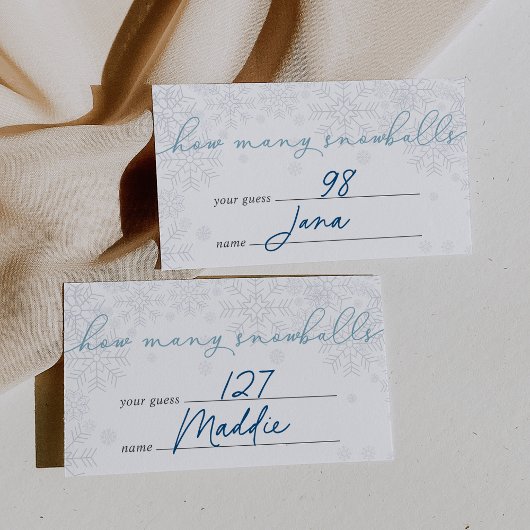 how many snowballs
your guess 98
name Jana
how many snowballs
your guess 127
name Maddie